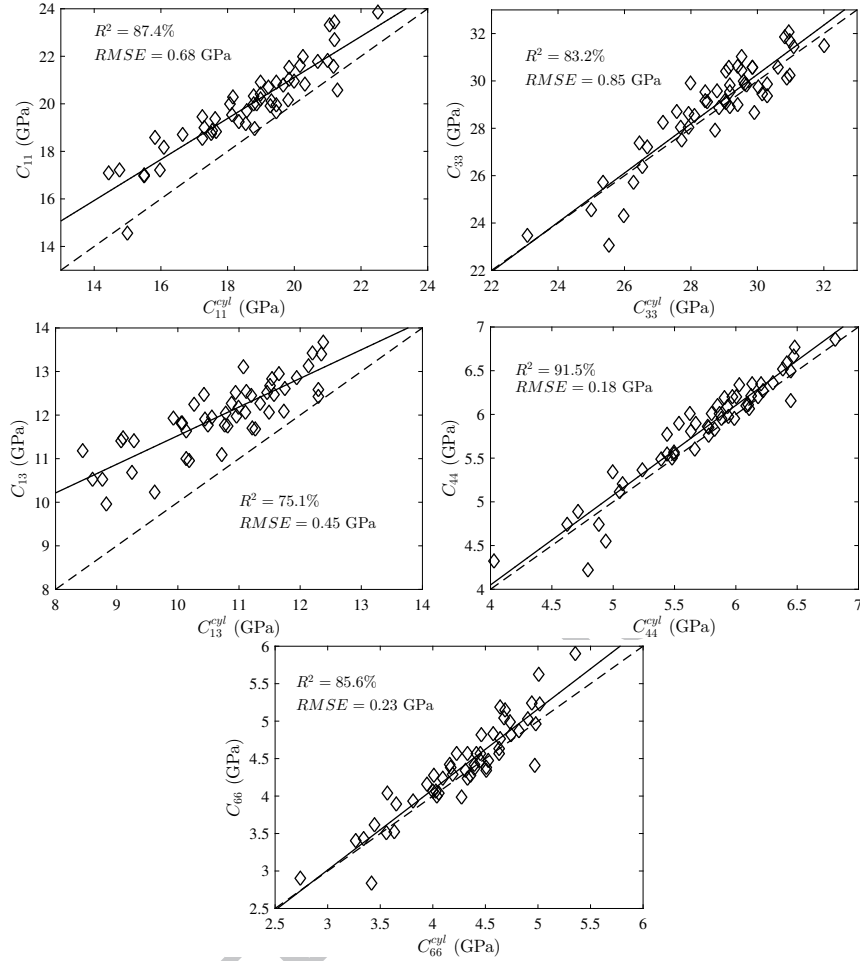 R² = 87.4%
RMSE = 0.68 GPa
C₁₁ (GPa)
24
22
20
18
16
14
14 16 18 20 22 24
C₁₁^cyl (GPa)
R² = 83.2%
RMSE = 0.85 GPa
C₃₃ (GPa)
32
30
28
26
24
22
22 24 26 28 30 32
C₃₃^cyl (GPa)
R² = 75.1%
RMSE = 0.45 GPa
C₁₃ (GPa)
14
13
12
11
10
9
8
8 9 10 11 12 13 14
C₁₃^cyl (GPa)
R² = 91.5%
RMSE = 0.18 GPa
C₄₄ (GPa)
7
6.5
6
5.5
5
4.5
4
4 4.5 5 5.5 6 6.5 7
C₄₄^cyl (GPa)
R² = 85.6%
RMSE = 0.23 GPa
C₆₆ (GPa)
6
5.5
5
4.5
4
3.5
3
2.5
2.5 3 3.5 4 4.5 5 5.5 6
C₆₆^cyl (GPa)